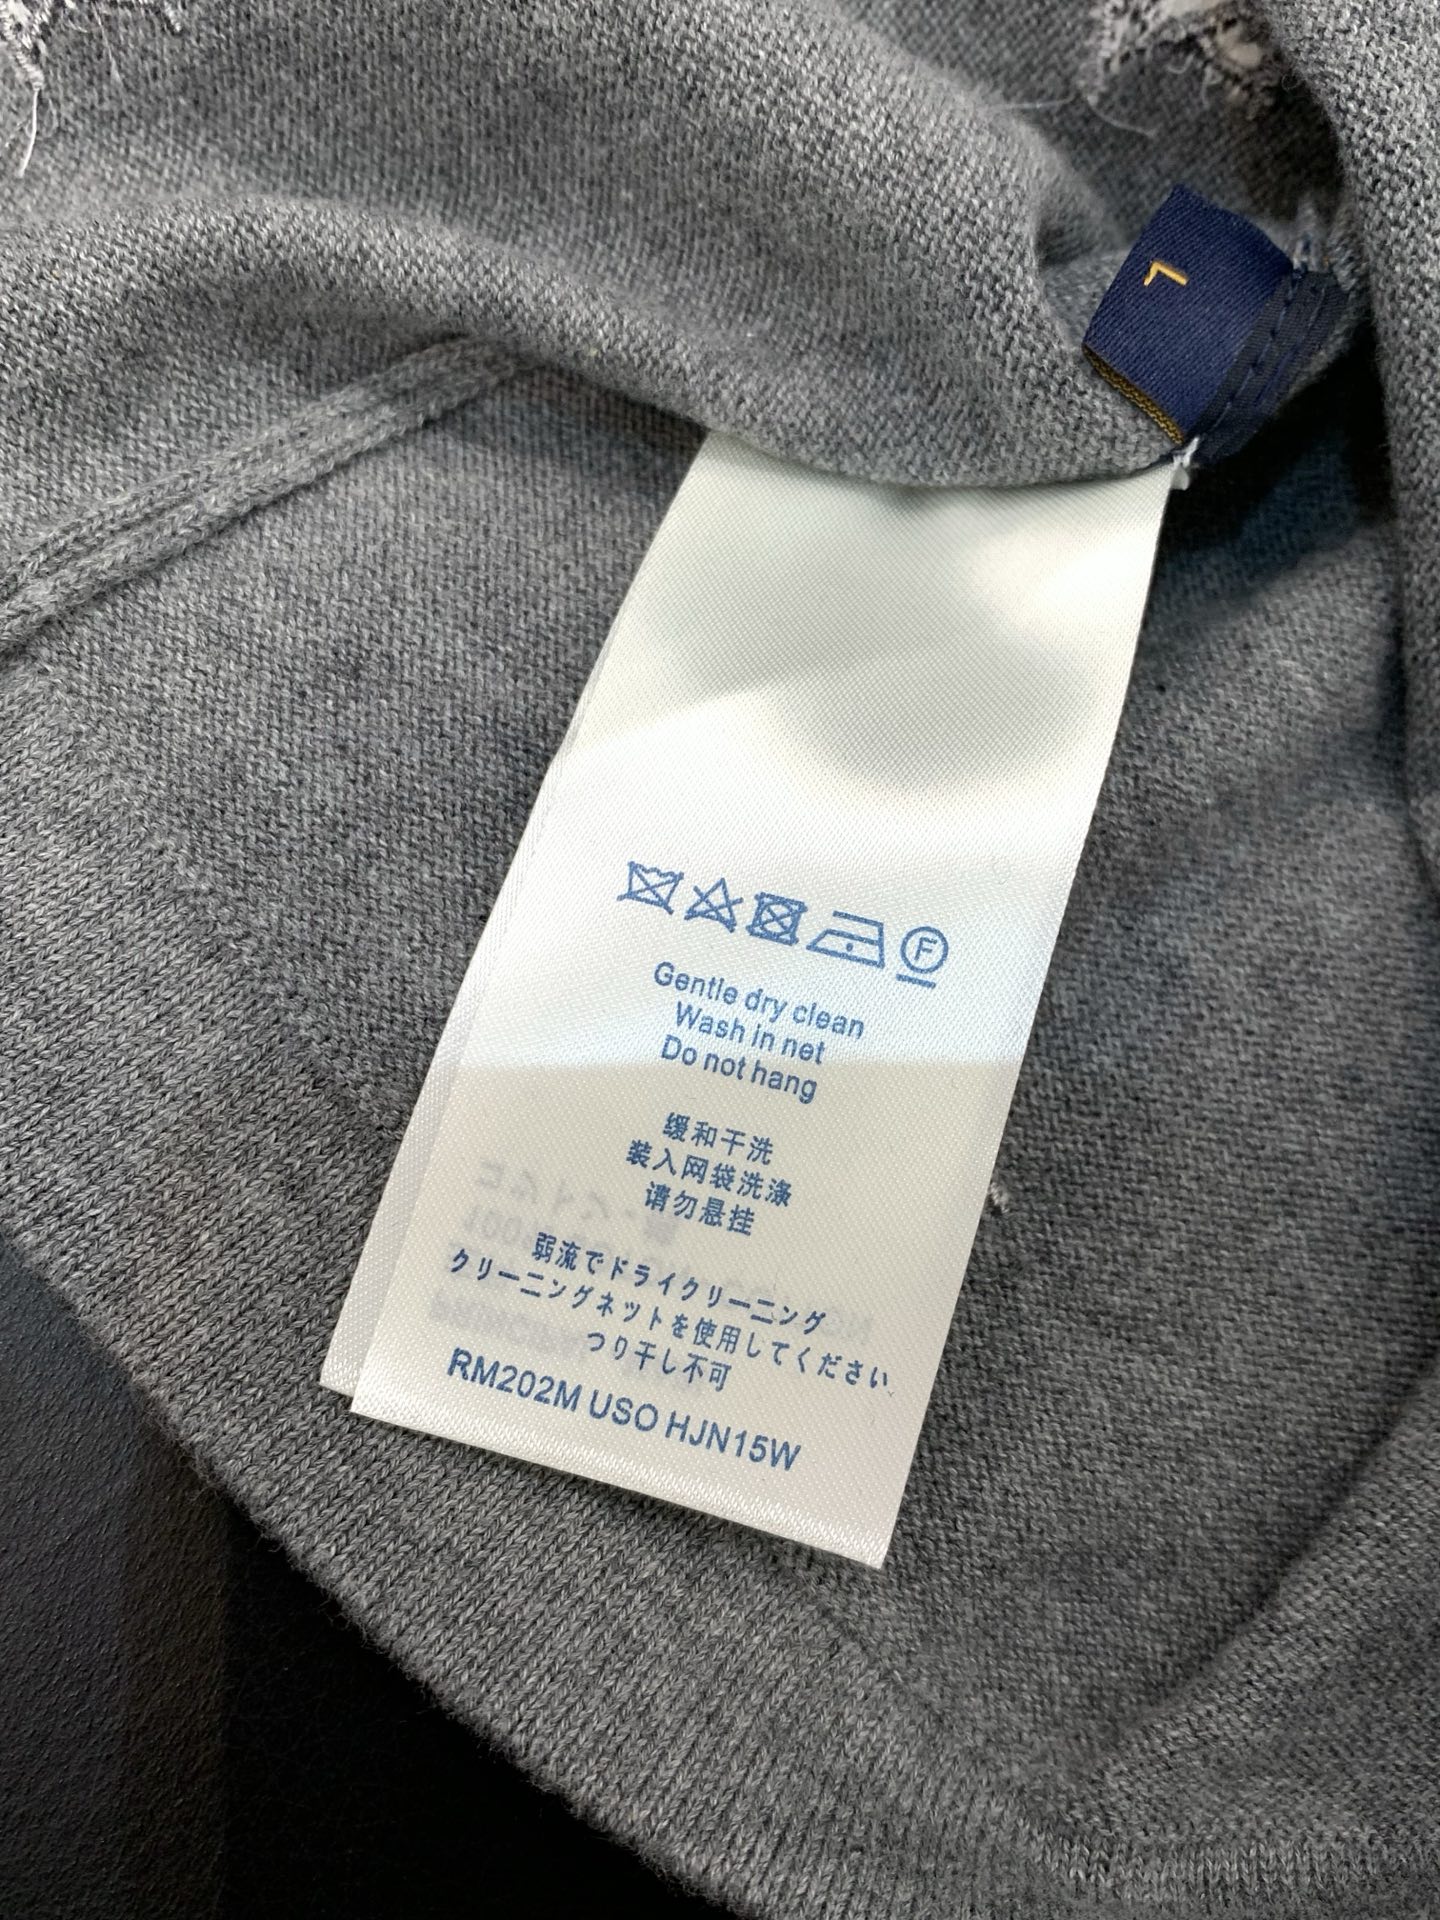 L
F
Gentle dry clean
Wash in net
Do not hang
缓和干洗
装入网袋洗涤
请勿悬挂
弱流でドライクリーニング
クリーニングネットを使用してください
つり干し不可
RM202M USO HJN15W